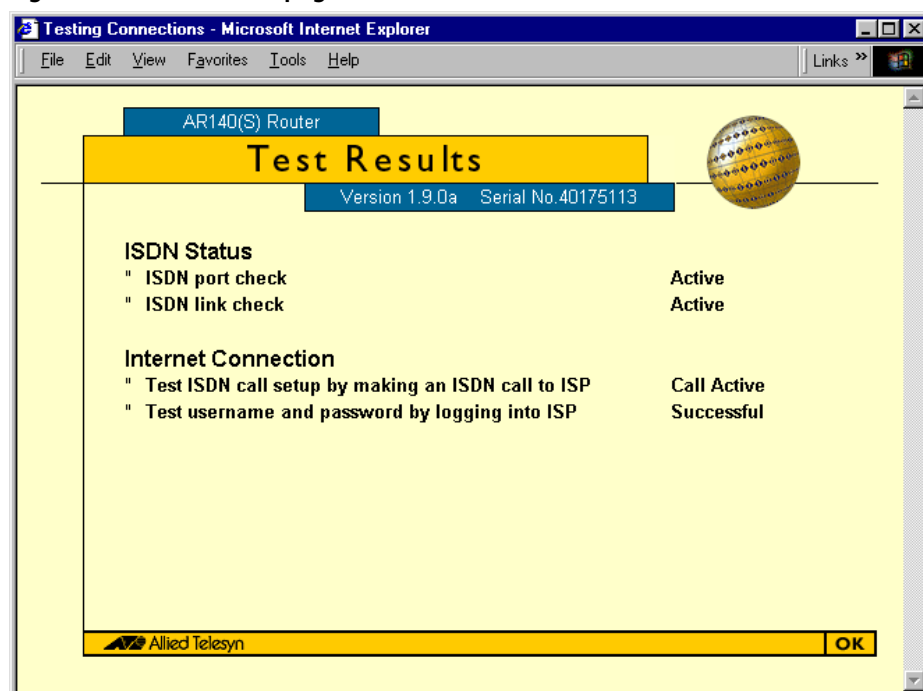 Testing Connections - Microsoft Internet Explorer
File Edit View Favorites Tools Help Links »
AR140(S) Router
Test Results
Version 1.9.0a Serial No.40175113
ISDN Status
" ISDN port check Active
" ISDN link check Active
Internet Connection
" Test ISDN call setup by making an ISDN call to ISP Call Active
" Test username and password by logging into ISP Successful
Allied Telesyn OK